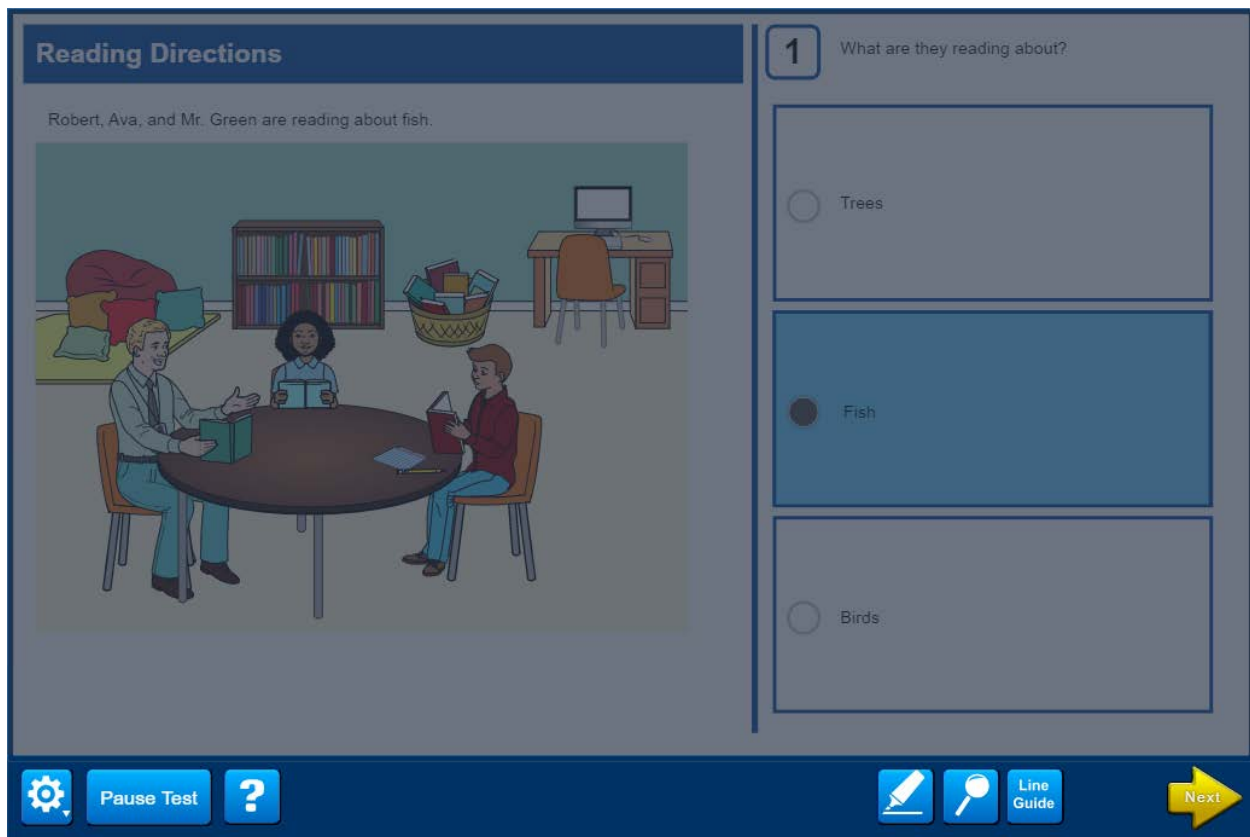 Reading Directions
Robert, Ava, and Mr. Green are reading about fish.
1
What are they reading about?
Trees
Fish
Birds
Pause Test
?
Line
Guide
Next